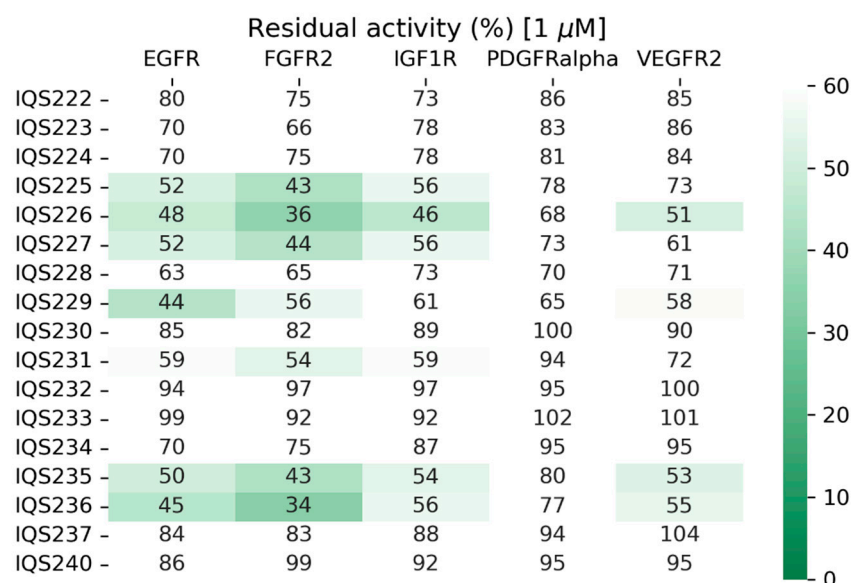 Residual activity (%) [1 μM]
EGFR FGFR2 IGF1R PDGFRalpha VEGFR2
IQS222 80 75 73 86 85
IQS223 70 66 78 83 86
IQS224 70 75 78 81 84
IQS225 52 43 56 78 73
IQS226 48 36 46 68 51
IQS227 52 44 56 73 61
IQS228 63 65 73 70 71
IQS229 44 56 61 65 58
IQS230 85 82 89 100 90
IQS231 59 54 59 94 72
IQS232 94 97 97 95 100
IQS233 99 92 92 102 101
IQS234 70 75 87 95 95
IQS235 50 43 54 80 53
IQS236 45 34 56 77 55
IQS237 84 83 88 94 104
IQS240 86 99 92 95 95
60
50
40
30
20
10
0